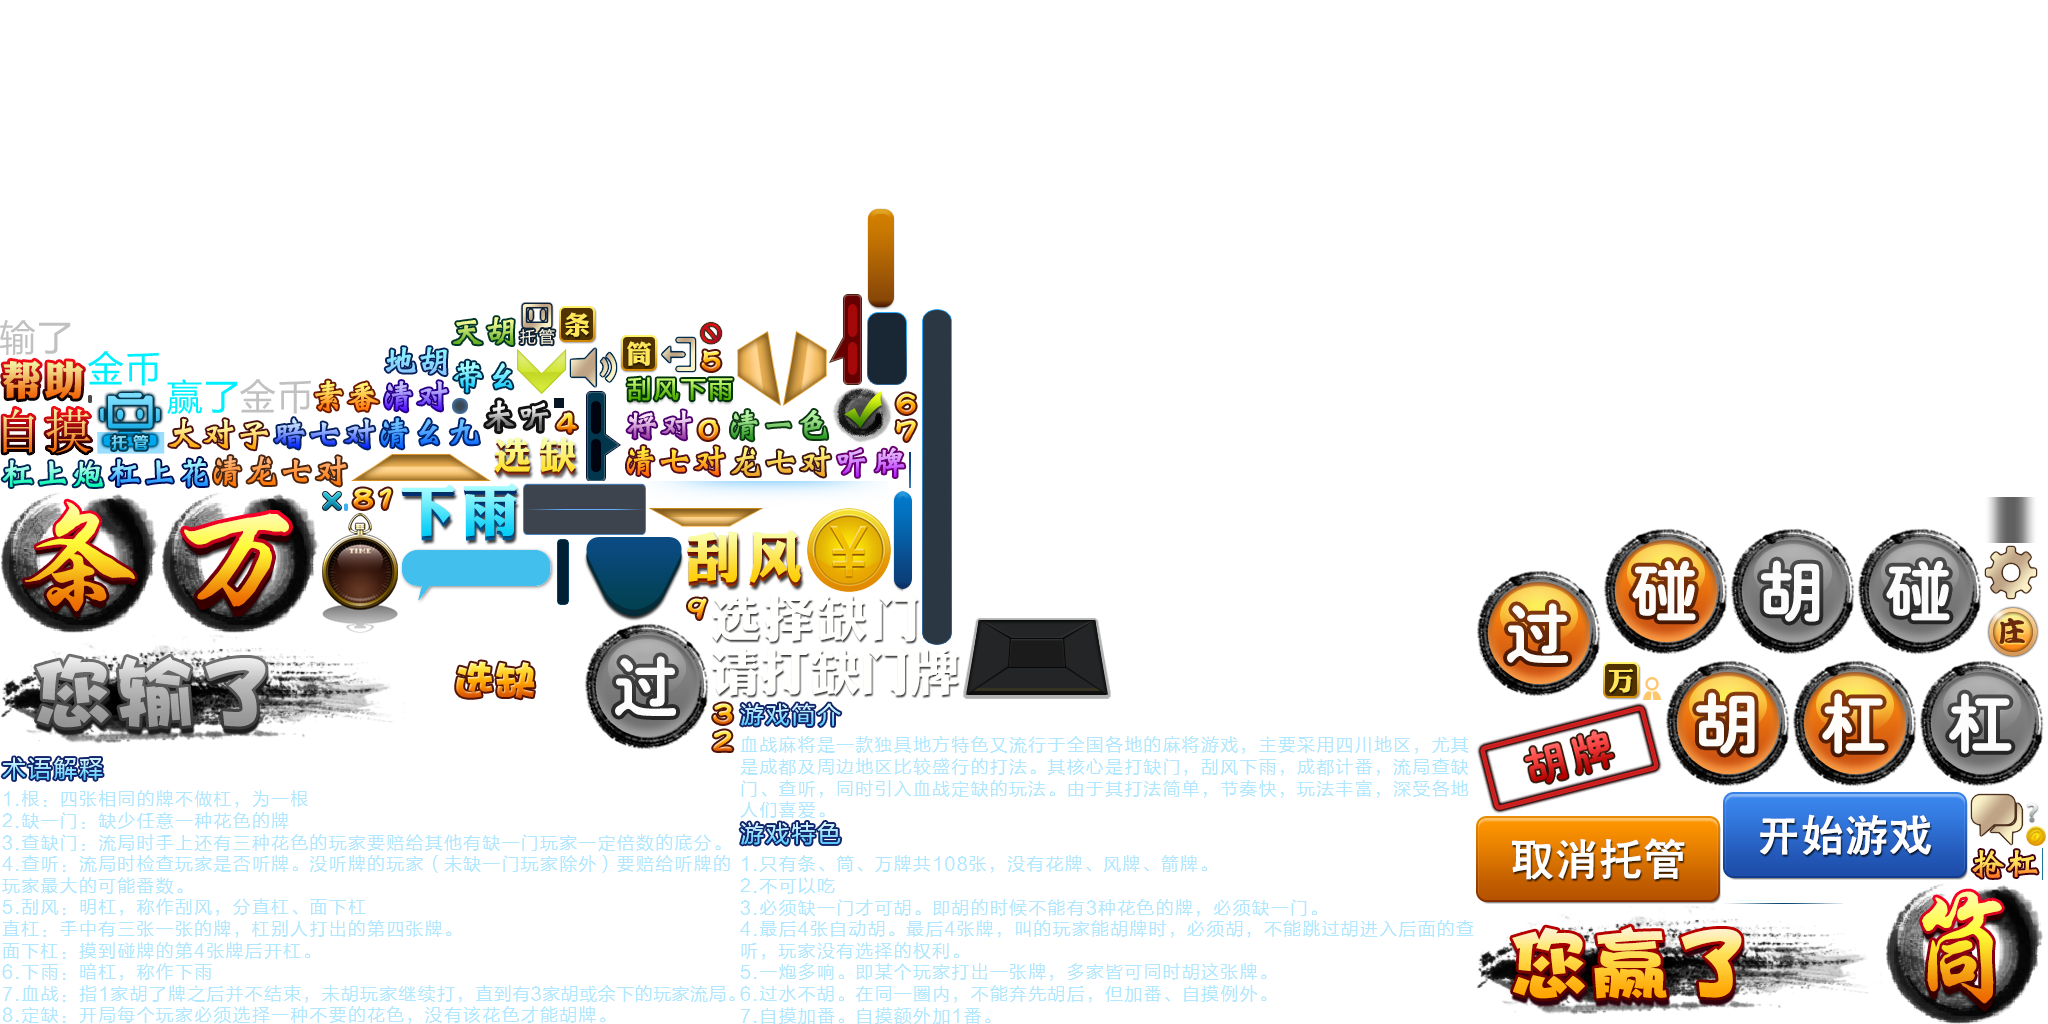 输了
帮助
金币
自摸
托管
赢了
金币
素番
清对
地胡
天胡
带幺
托管
条
未听
4
筒
5
刮风下雨
大对子
暗七对
清幺九
选缺
将对
0
清一色
6
7
杠上炮
杠上花
清龙七对
清七对
龙七对
听牌
条
万
x.81
TIME
下雨
刮风
¥
9
选择缺门
请打缺门牌
您输了
选缺
过
3
2
过
碰
胡
碰
庄
万
胡
杠
杠
胡牌
取消托管
开始游戏
?
抢杠
您赢了
筒
术语解释
1.根：四张相同的牌不做杠，为一根
2.缺一门：缺少任意一种花色的牌
3.查缺门：流局时手上还有三种花色的玩家要赔给其他有缺一门玩家一定倍数的底分。
4.查听：流局时检查玩家是否听牌。没听牌的玩家（未缺一门玩家除外）要赔给听牌的
玩家最大的可能番数。
5.刮风：明杠，称作刮风，分直杠、面下杠
直杠：手中有三张一张的牌，杠别人打出的第四张牌。
面下杠：摸到碰牌的第4张牌后开杠。
6.下雨：暗杠，称作下雨
7.血战：指1家胡了牌之后并不结束，未胡玩家继续打，直到有3家胡或余下的玩家流局。
8.定缺：开局每个玩家必须选择一种不要的花色，没有该花色才能胡牌。
游戏简介
血战麻将是一款独具地方特色又流行于全国各地的麻将游戏，主要采用四川地区，尤其
是成都及周边地区比较盛行的打法。其核心是打缺门，刮风下雨，成都计番，流局查缺
门、查听，同时引入血战定缺的玩法。由于其打法简单，节奏快，玩法丰富，深受各地
人们喜爱。
游戏特色
1.只有条、筒、万牌共108张，没有花牌、风牌、箭牌。
2.不可以吃
3.必须缺一门才可胡。即胡的时候不能有3种花色的牌，必须缺一门。
4.最后4张自动胡。最后4张牌，叫的玩家能胡牌时，必须胡，不能跳过胡进入后面的查
听，玩家没有选择的权利。
5.一炮多响。即某个玩家打出一张牌，多家皆可同时胡这张牌。
6.过水不胡。在同一圈内，不能弃先胡后，但加番、自摸例外。
7.自摸加番。自摸额外加1番。